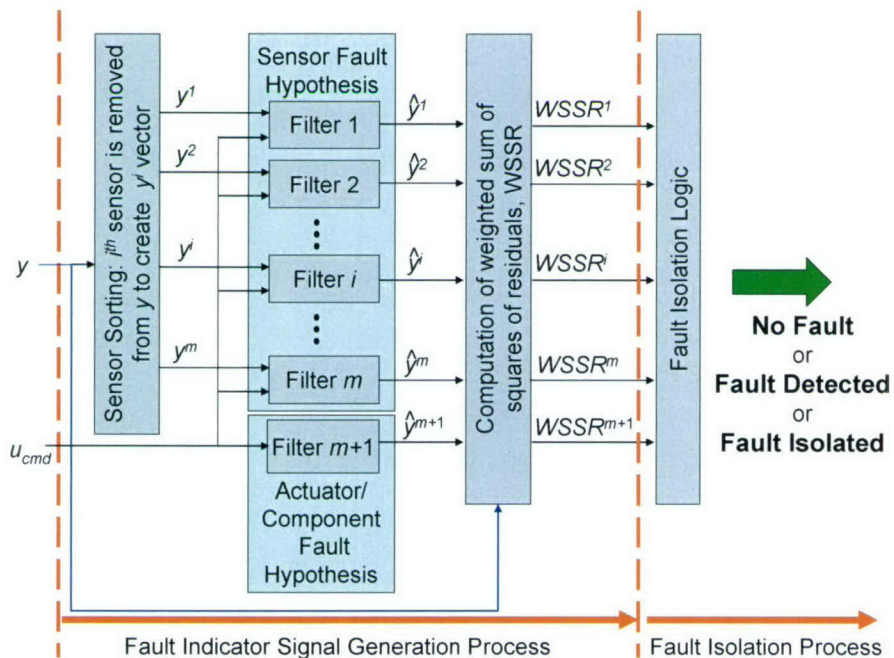 Sensor Sorting: iᵗʰ sensor is removed
from y to create yⁱ vector
Sensor Fault
Hypothesis
y¹
Filter 1
ŷ¹
WSSR¹
y²
Filter 2
ŷ²
WSSR²
y
yⁱ
Filter i
ŷⁱ
WSSRⁱ
yᵐ
Filter m
ŷᵐ
WSSRᵐ
u_cmd
Filter m+1
ŷᵐ⁺¹
WSSRᵐ⁺¹
Actuator/
Component
Fault
Hypothesis
Computation of weighted sum of
squares of residuals, WSSR
Fault Isolation Logic
No Fault
or
Fault Detected
or
Fault Isolated
Fault Indicator Signal Generation Process
Fault Isolation Process